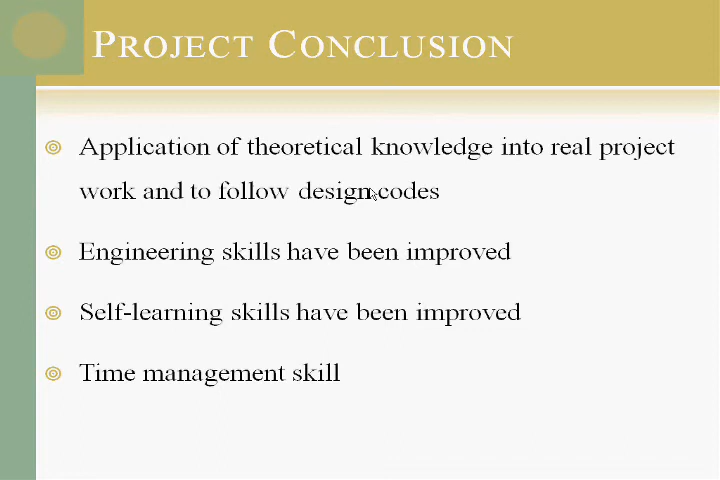 PROJECT CONCLUSION
Application of theoretical knowledge into real project
work and to follow design codes
Engineering skills have been improved
Self-learning skills have been improved
Time management skill